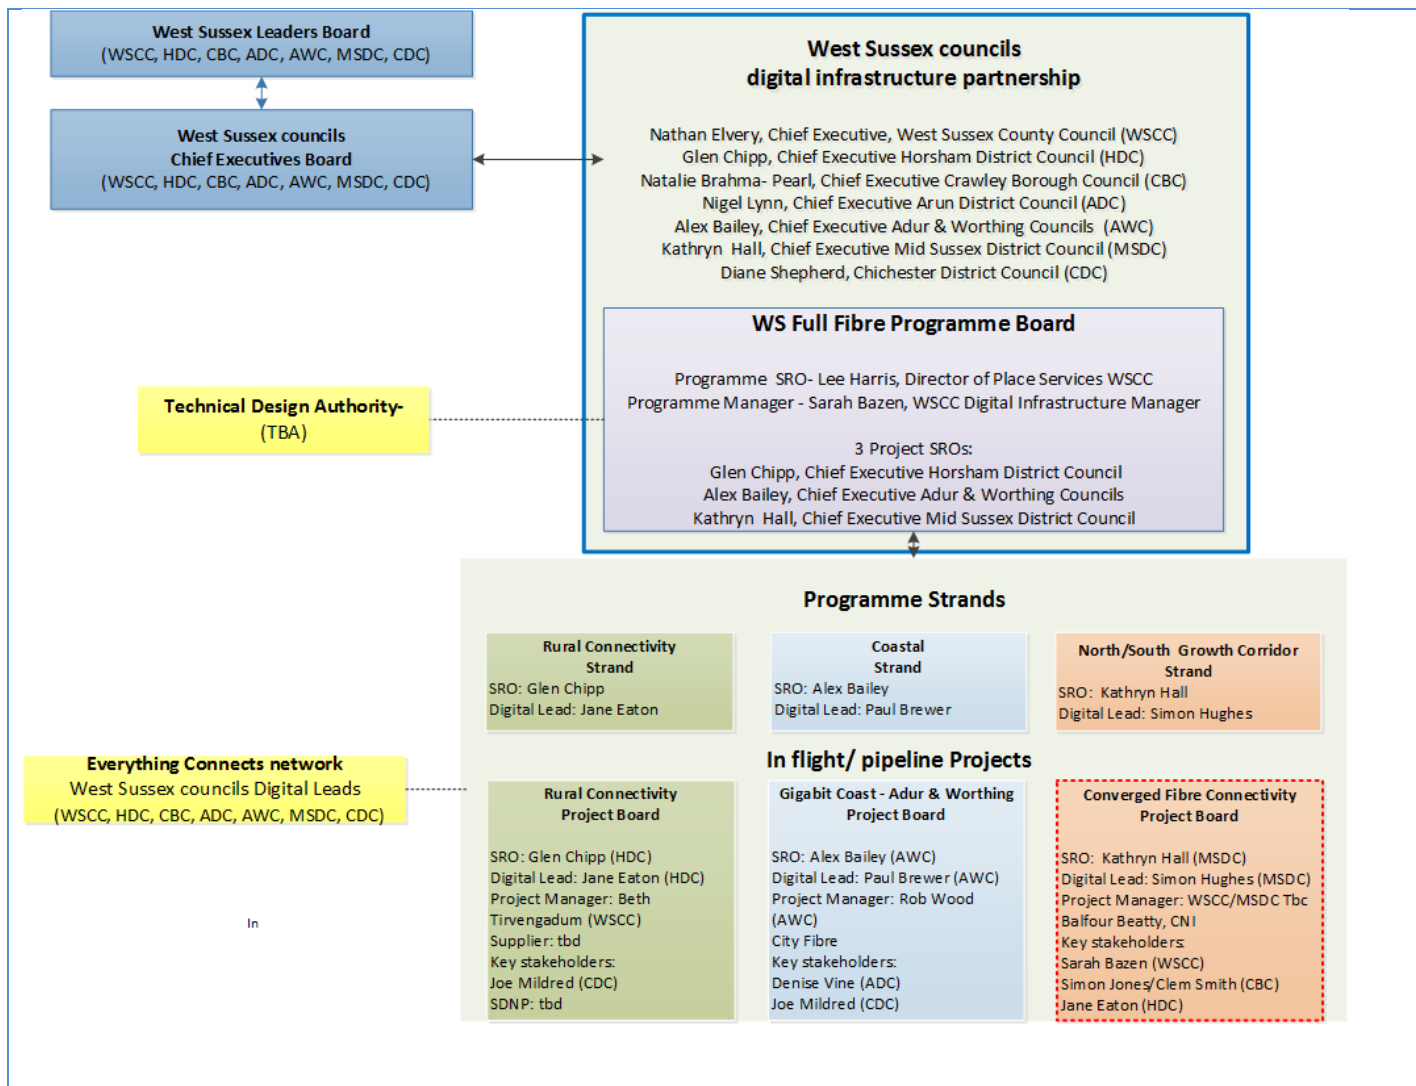 West Sussex Leaders Board
(WSCC, HDC, CBC, ADC, AWC, MSDC, CDC)
West Sussex councils
Chief Executives Board
(WSCC, HDC, CBC, ADC, AWC, MSDC, CDC)
West Sussex councils
digital infrastructure partnership
Nathan Elvery, Chief Executive, West Sussex County Council (WSCC)
Glen Chipp, Chief Executive Horsham District Council (HDC)
Natalie Brahma- Pearl, Chief Executive Crawley Borough Council (CBC)
Nigel Lynn, Chief Executive Arun District Council (ADC)
Alex Bailey, Chief Executive Adur & Worthing Councils (AWC)
Kathryn Hall, Chief Executive Mid Sussex District Council (MSDC)
Diane Shepherd, Chichester District Council (CDC)
WS Full Fibre Programme Board
Programme SRO- Lee Harris, Director of Place Services WSCC
Programme Manager - Sarah Bazen, WSCC Digital Infrastructure Manager
3 Project SROs:
Glen Chipp, Chief Executive Horsham District Council
Alex Bailey, Chief Executive Adur & Worthing Councils
Kathryn Hall, Chief Executive Mid Sussex District Council
Technical Design Authority-
(TBA)
Programme Strands
Rural Connectivity
Strand
SRO: Glen Chipp
Digital Lead: Jane Eaton
Coastal
Strand
SRO: Alex Bailey
Digital Lead: Paul Brewer
North/South Growth Corridor
Strand
SRO: Kathryn Hall
Digital Lead: Simon Hughes
In flight/ pipeline Projects
Everything Connects network
West Sussex councils Digital Leads
(WSCC, HDC, CBC, ADC, AWC, MSDC, CDC)
Rural Connectivity
Project Board
SRO: Glen Chipp (HDC)
Digital Lead: Jane Eaton (HDC)
Project Manager: Beth
Tirvengadum (WSCC)
Supplier: tbd
Key stakeholders:
Joe Mildred (CDC)
SDNP: tbd
Gigabit Coast - Adur & Worthing
Project Board
SRO: Alex Bailey (AWC)
Digital Lead: Paul Brewer (AWC)
Project Manager: Rob Wood
(AWC)
City Fibre
Key stakeholders:
Denise Vine (ADC)
Joe Mildred (CDC)
Converged Fibre Connectivity
Project Board
SRO: Kathryn Hall (MSDC)
Digital Lead: Simon Hughes (MSDC)
Project Manager: WSCC/MSDC Tbc
Balfour Beatty, CNI
Key stakeholders:
Sarah Bazen (WSCC)
Simon Jones/Clem Smith (CBC)
Jane Eaton (HDC)
In